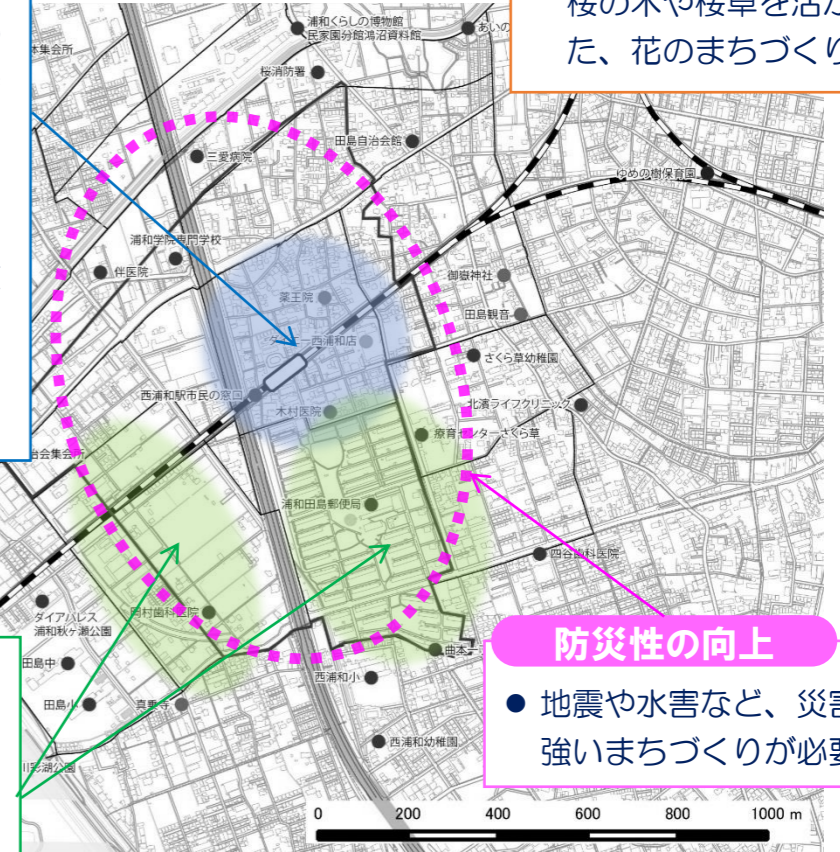 桜の木や桜草を活か
た、花のまちづくり
浦和くらしの博物館
民家園分館鴻沼資料館
あいの
集会所
桜消防署
田島自治会館
三愛病院
ゆめの樹保育園
浦和学院専門学校
伴医院
御嶽神社
薬王院
田島観音
西浦和店
さくら草幼稚園
西浦和駅市民の窓口
北濱ライフクリニック
木村医院
療育センターさくら草
治会集会所
浦和田島郵便局
四谷歯科医院
ダイアパレス
浦和秋ヶ瀬公園
岡村歯科医院
防災性の向上
田島中
西浦和小
曲本
● 地震や水害など、災害
強いまちづくりが必要
田島小
真乗寺
西浦和幼稚園
彩湖公園
0 200 400 600 800 1000 m